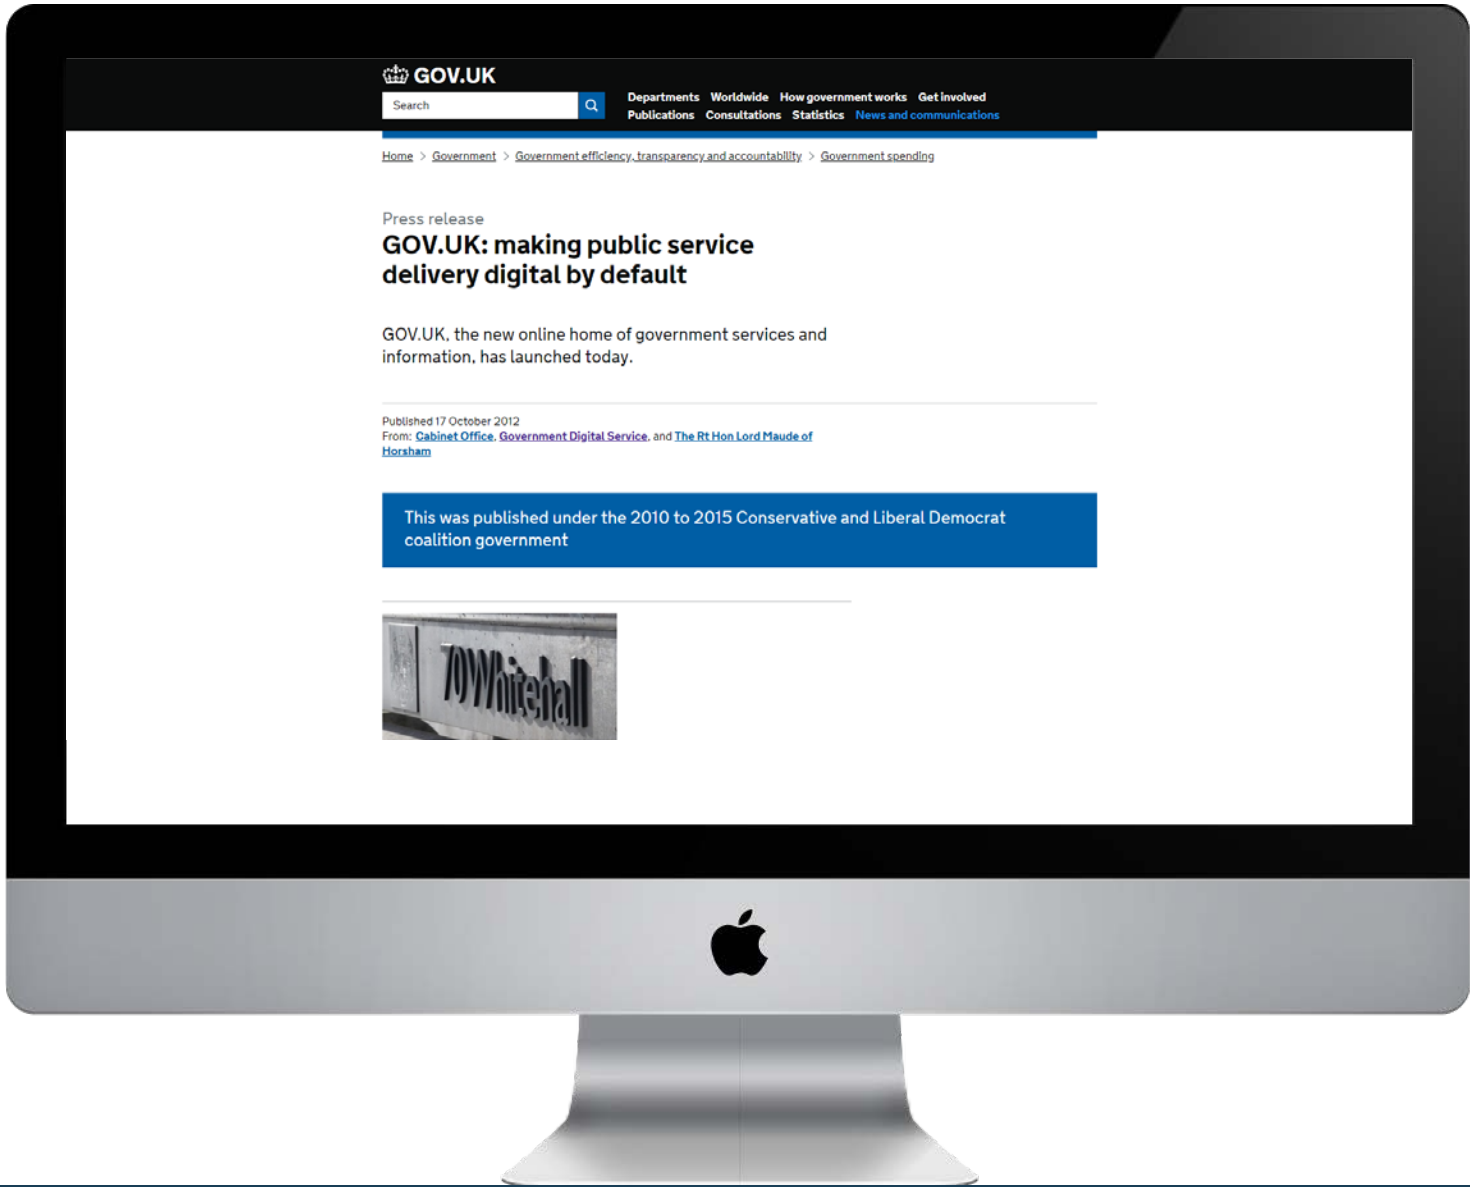 GOV.UK
Search
Departments Worldwide How government works Get involved
Publications Consultations Statistics News and communications
Home > Government > Government efficiency, transparency and accountability > Government spending
Press release
GOV.UK: making public service
delivery digital by default
GOV.UK, the new online home of government services and
information, has launched today.
Published 17 October 2012
From: Cabinet Office, Government Digital Service, and The Rt Hon Lord Maude of
Horsham
This was published under the 2010 to 2015 Conservative and Liberal Democrat
coalition government
70 Whitehall